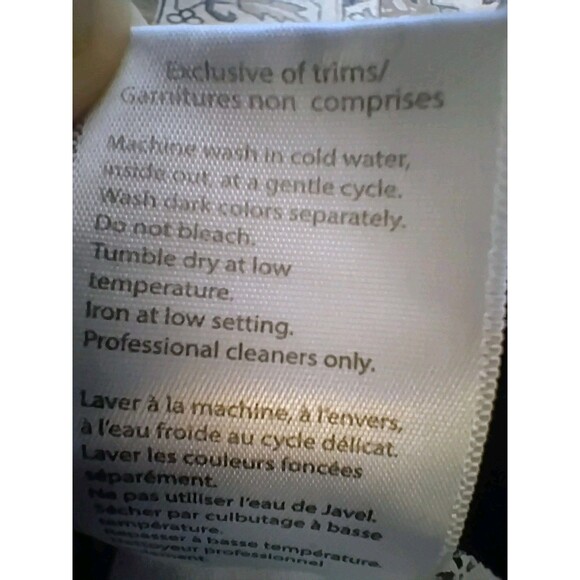 Exclusive of trims/
Garnitures non comprises
Machine wash in cold water,
inside out, at a gentle cycle.
Wash dark colors separately.
Do not bleach.
Tumble dry at low
temperature.
Iron at low setting.
Professional cleaners only.
Laver à la machine, à l'envers,
à l'eau froide au cycle délicat.
Laver les couleurs foncées
séparément.
Ne pas utiliser l'eau de Javel.
Sécher par culbutage à basse
température.
Repasser à basse température.
Nettoyeur professionnel